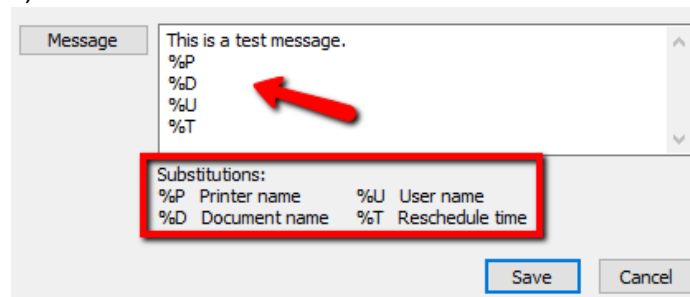 Message
This is a test message.
%P
%D
%U
%T
Substitutions:
%P Printer name %U User name
%D Document name %T Reschedule time
Save Cancel